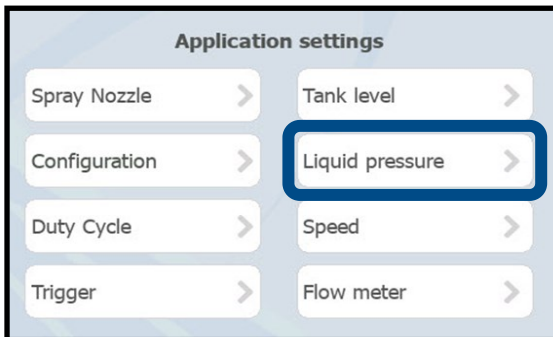 Application settings
Spray Nozzle
Tank level
Configuration
Liquid pressure
Duty Cycle
Speed
Trigger
Flow meter